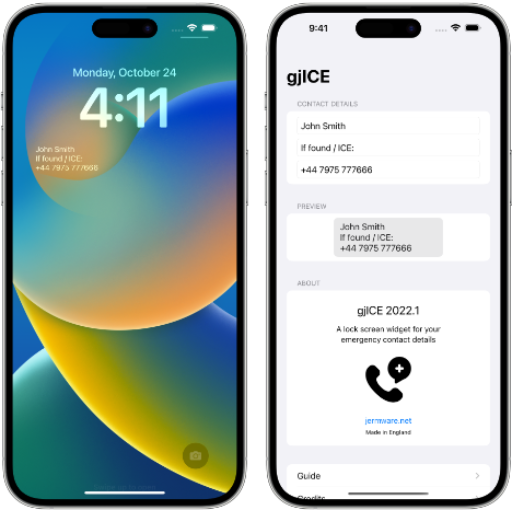 Monday, October 24
4:11
John Smith
If found / ICE:
+44 7975 777666
9:41
gjICE
CONTACT DETAILS
John Smith
If found / ICE:
+44 7975 777666
PREVIEW
John Smith
If found / ICE:
+44 7975 777666
ABOUT
gjICE 2022.1
A lock screen widget for your
emergency contact details
jermware.net
Made in England
Guide
Credits